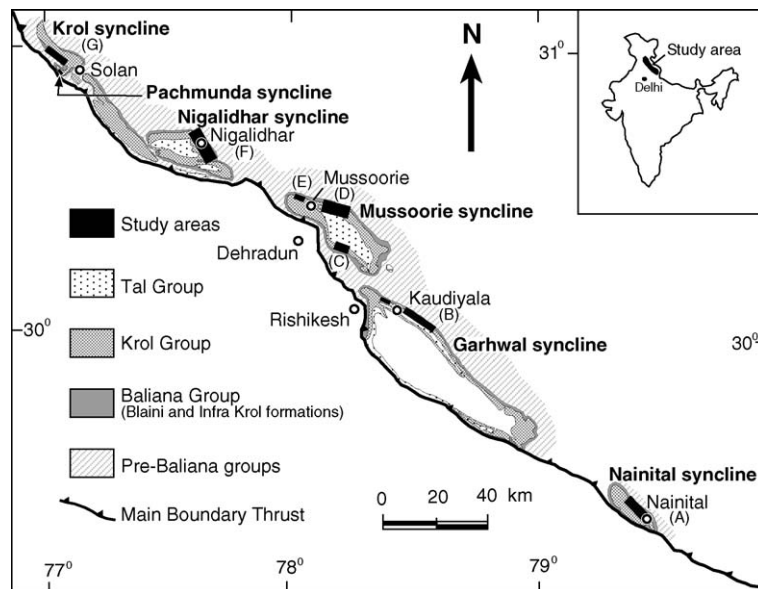 Krol syncline
(G)
Solan
Pachmunda syncline
Nigalidhar syncline
Nigalidhar
(F)
N
31°
Study area
Delhi
(E)
Mussoorie
(D)
Mussoorie syncline
Dehradun
(C)
Rishikesh
Kaudiyala
(B)
Garhwal syncline
30°
30°
Study areas
Tal Group
Krol Group
Baliana Group
(Blaini and Infra Krol formations)
Pre-Baliana groups
Main Boundary Thrust
0 20 40 km
Nainital syncline
Nainital
(A)
77°
78°
79°